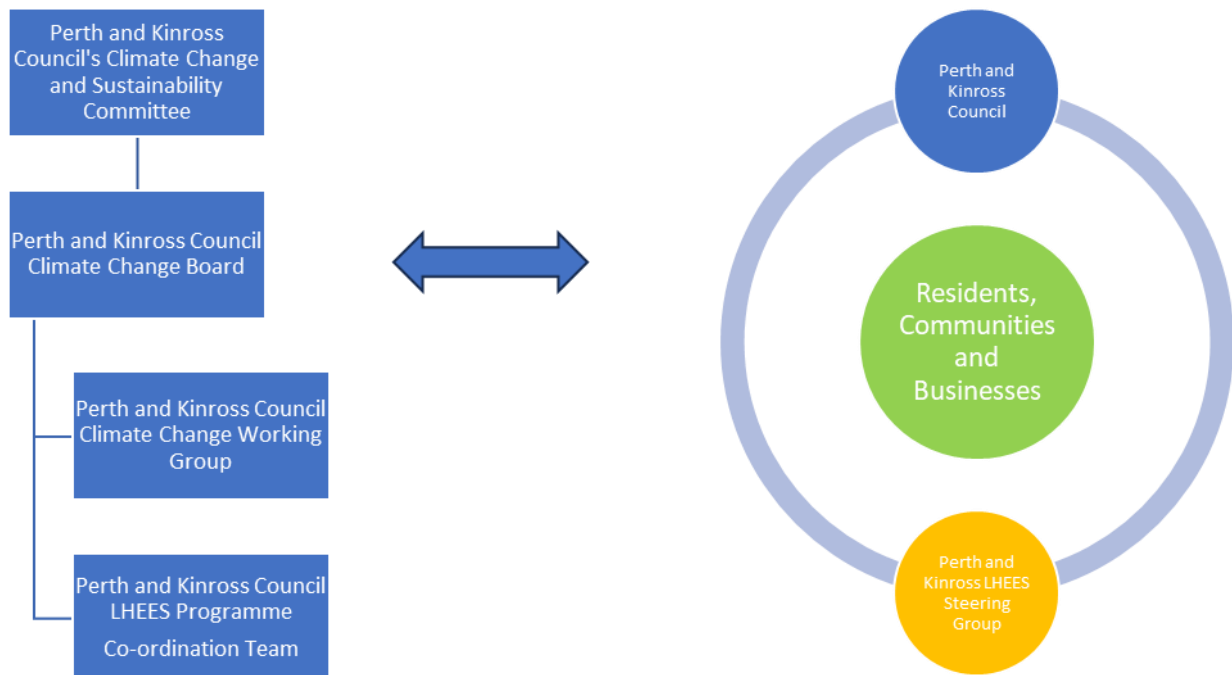 Perth and Kinross
Council's Climate Change
and Sustainability
Committee
Perth and Kinross Council
Climate Change Board
Perth and Kinross Council
Climate Change Working
Group
Perth and Kinross Council
LHEES Programme
Co-ordination Team
Perth and
Kinross
Council
Residents,
Communities
and
Businesses
Perth and
Kinross LHEES
Steering
Group